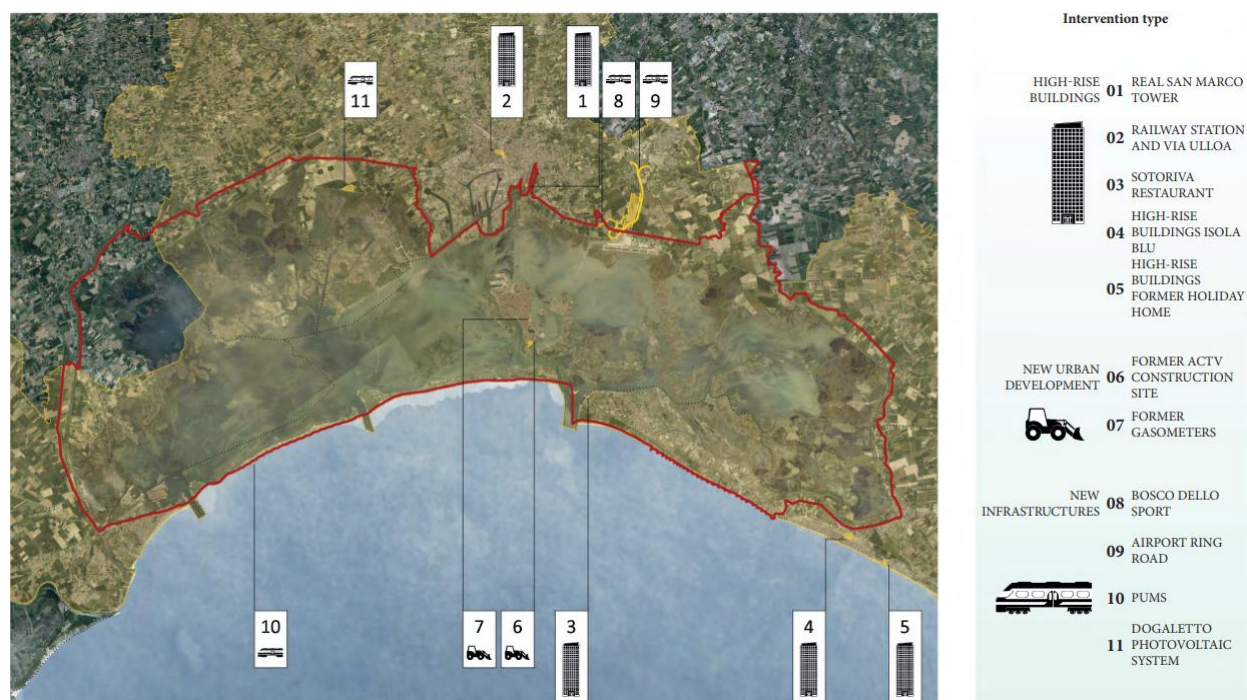 Intervention type
11
2
1
8
9
10
7
6
3
4
5
HIGH-RISE
BUILDINGS
01 REAL SAN MARCO
TOWER
02 RAILWAY STATION
AND VIA ULLOA
03 SOTORIVA
RESTAURANT
04 HIGH-RISE
BUILDINGS ISOLA
BLU
05 HIGH-RISE
BUILDINGS
FORMER HOLIDAY
HOME
NEW URBAN
DEVELOPMENT
06 FORMER ACTV
CONSTRUCTION
SITE
07 FORMER
GASOMETERS
NEW
INFRASTRUCTURES
08 BOSCO DELLO
SPORT
09 AIRPORT RING
ROAD
10 PUMS
11 DOGALETTO
PHOTOVOLTAIC
SYSTEM